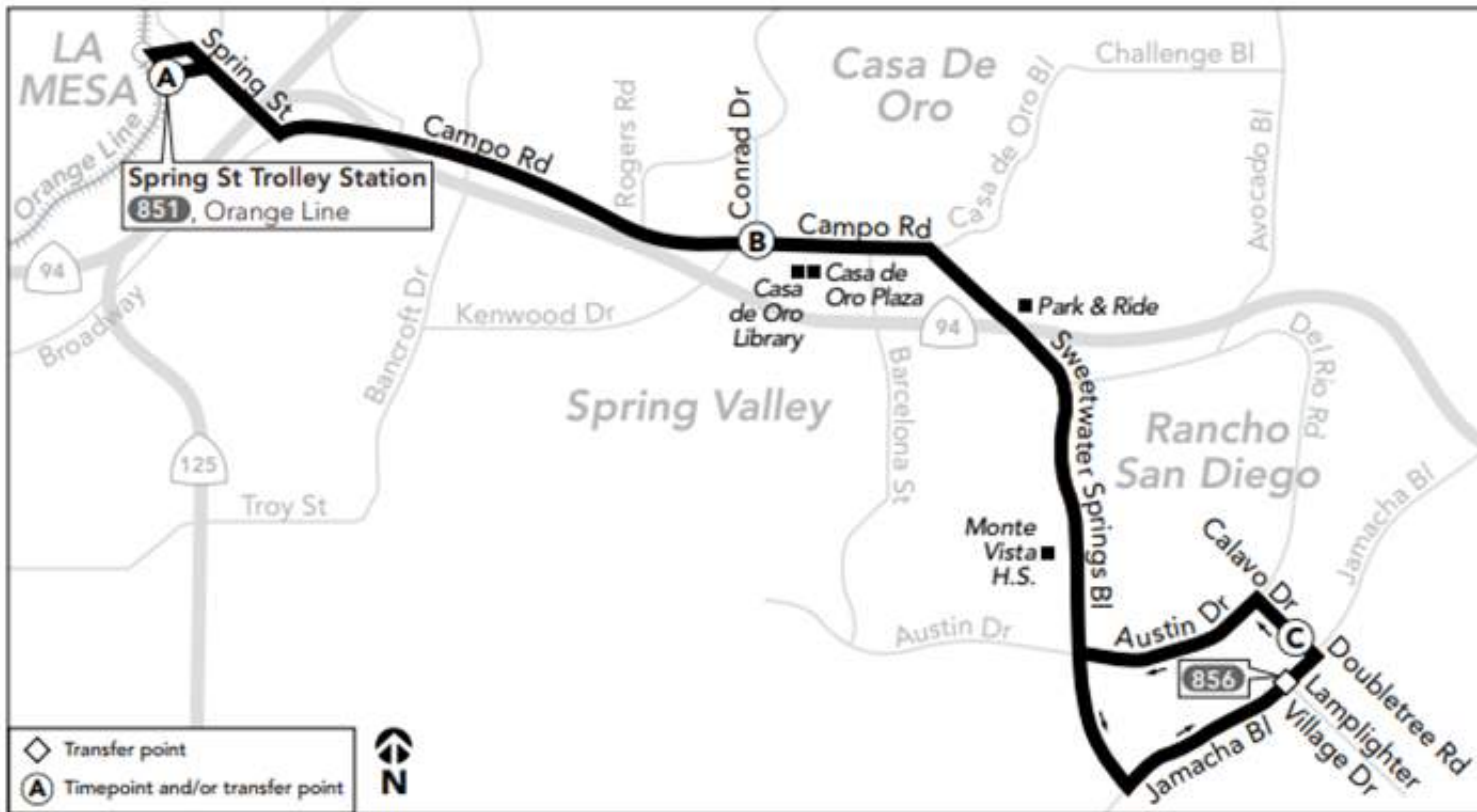 LA
MESA
A
Spring St
Orange Line
Spring St Trolley Station
851, Orange Line
94
Broadway
125
Troy St
Bancroft Dr
Kenwood Dr
Campo Rd
Rogers Rd
Conrad Dr
B
Campo Rd
Casa De
Oro
Casa de Oro Bl
Challenge Bl
Avocado Bl
Casa
de Oro
Library
Casa de
Oro Plaza
94
Park & Ride
Spring Valley
Barcelona St
Sweetwater Springs Bl
Del Rio Rd
Rancho
San Diego
Jamacha Bl
Monte
Vista
H.S.
Calavo Dr
Austin Dr
Austin Dr
C
856
Doubletree Rd
Lamplighter
Village Dr
Jamacha Bl
Transfer point
A Timepoint and/or transfer point
N